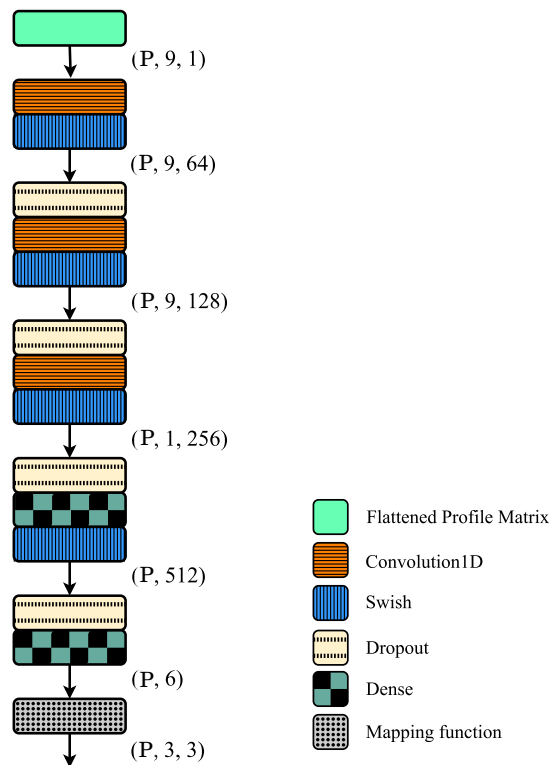 (P, 9, 1)
(P, 9, 64)
(P, 9, 128)
(P, 1, 256)
(P, 512)
(P, 6)
(P, 3, 3)
Flattened Profile Matrix
Convolution1D
Swish
Dropout
Dense
Mapping function